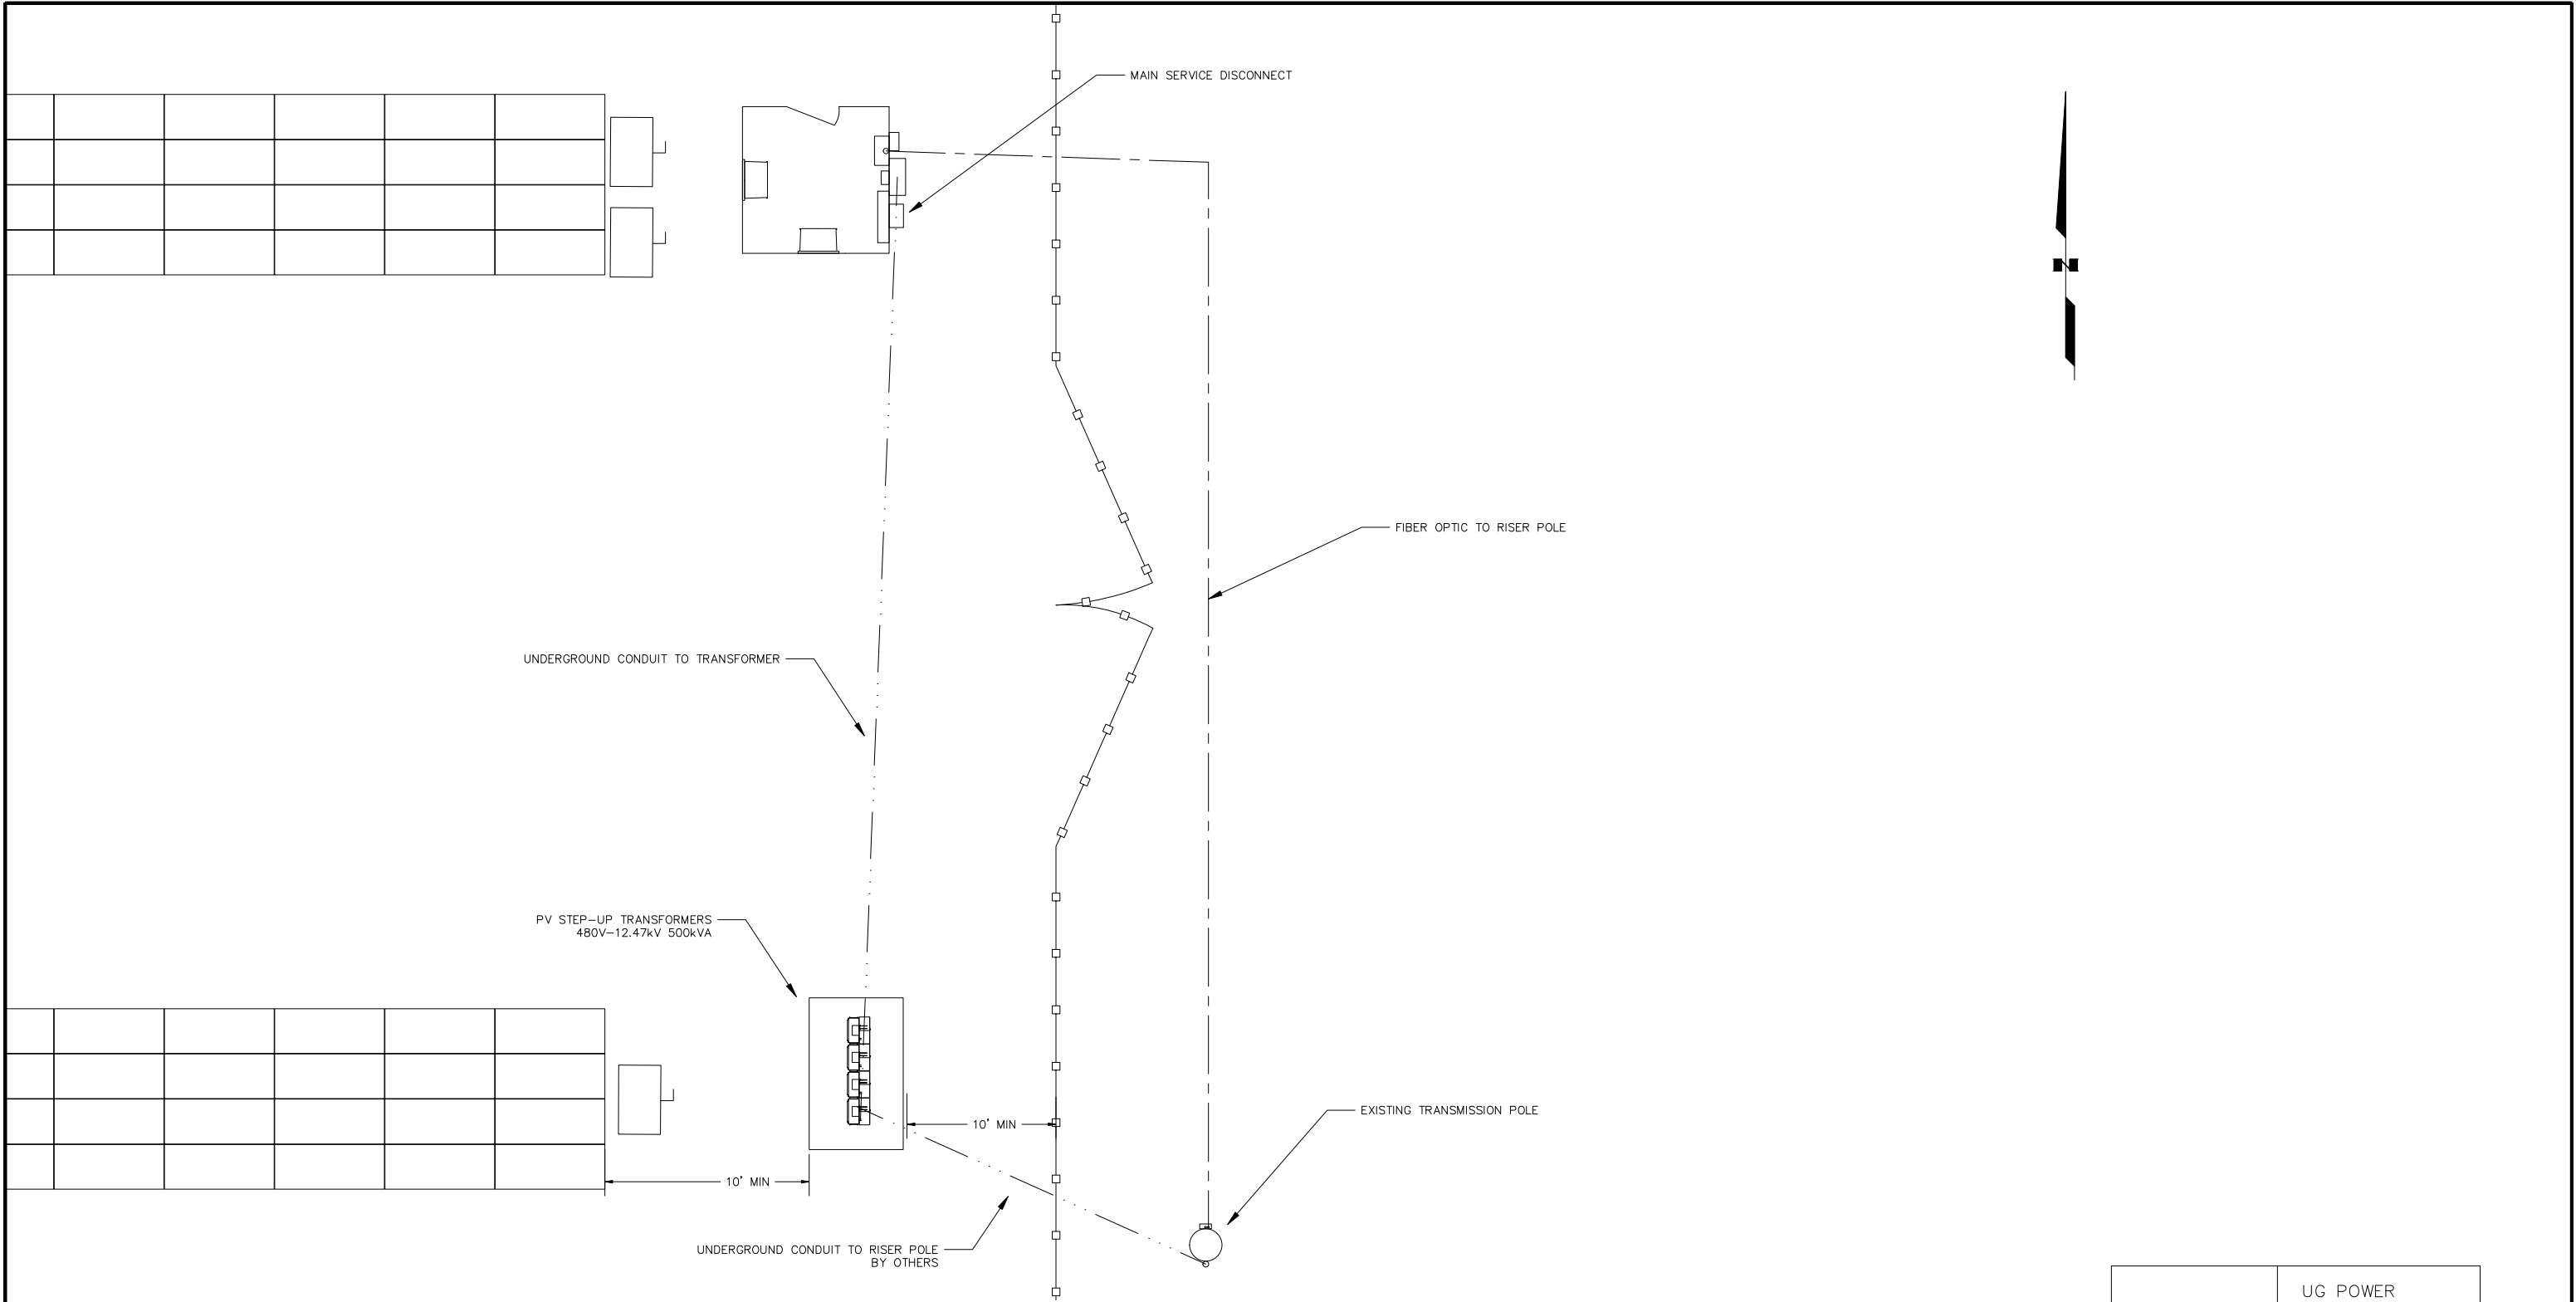 MAIN SERVICE DISCONNECT
N
FIBER OPTIC TO RISER POLE
UNDERGROUND CONDUIT TO TRANSFORMER
PV STEP-UP TRANSFORMERS
480V-12.47kV 500kVA
EXISTING TRANSMISSION POLE
10' MIN
10' MIN
UNDERGROUND CONDUIT TO RISER POLE
BY OTHERS
UG POWER